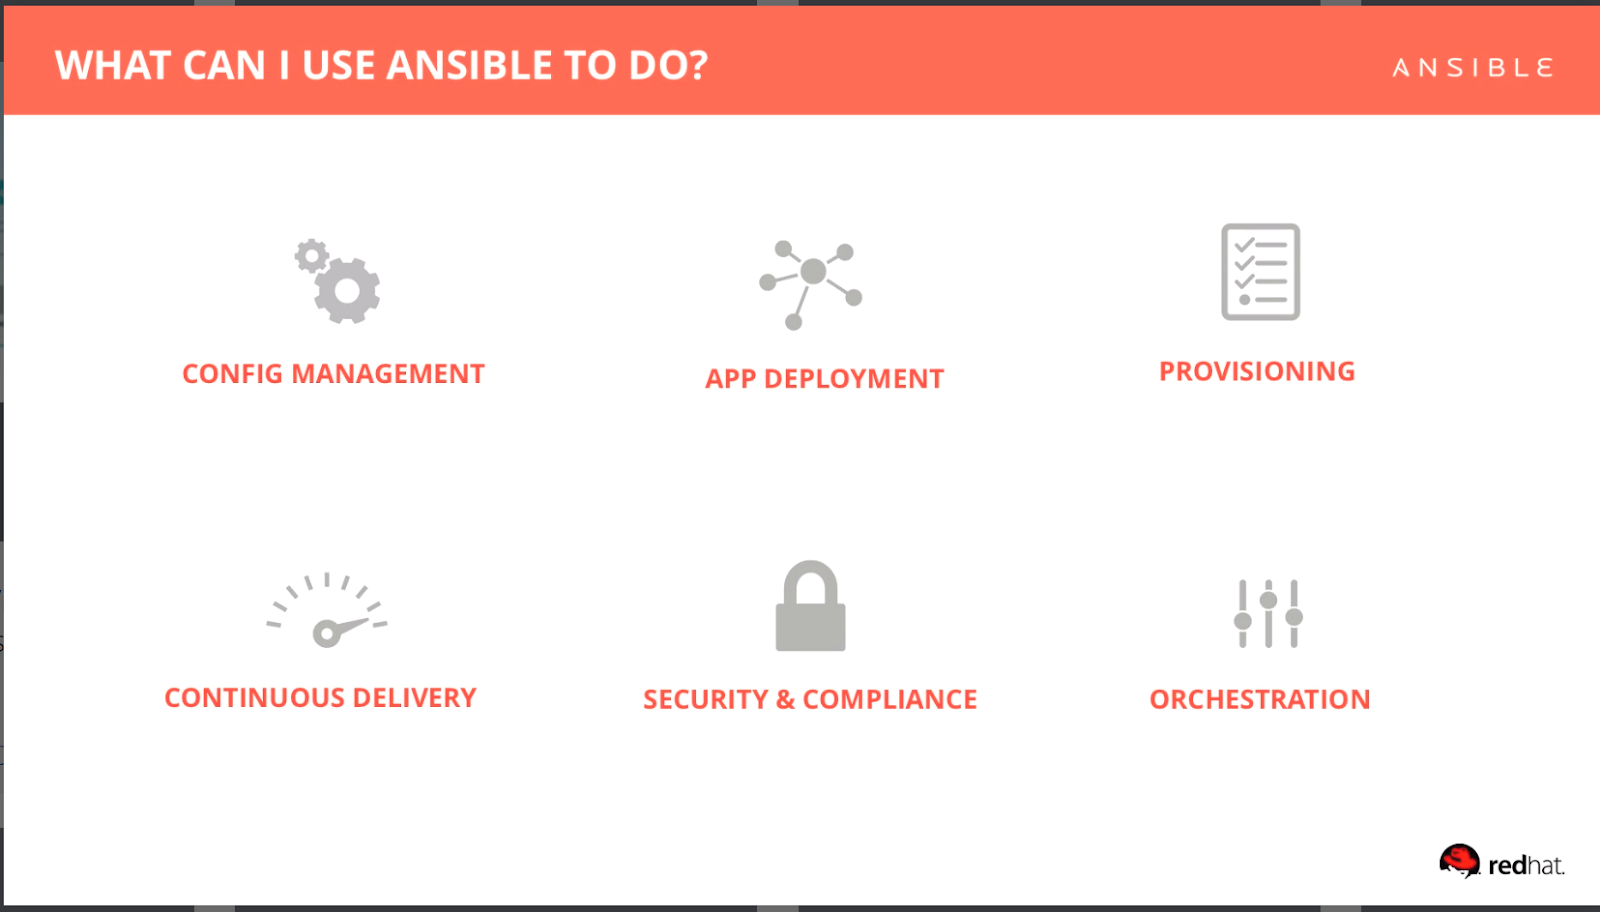 WHAT CAN I USE ANSIBLE TO DO?
ANSIBLE
CONFIG MANAGEMENT
APP DEPLOYMENT
PROVISIONING
CONTINUOUS DELIVERY
SECURITY & COMPLIANCE
ORCHESTRATION
redhat.